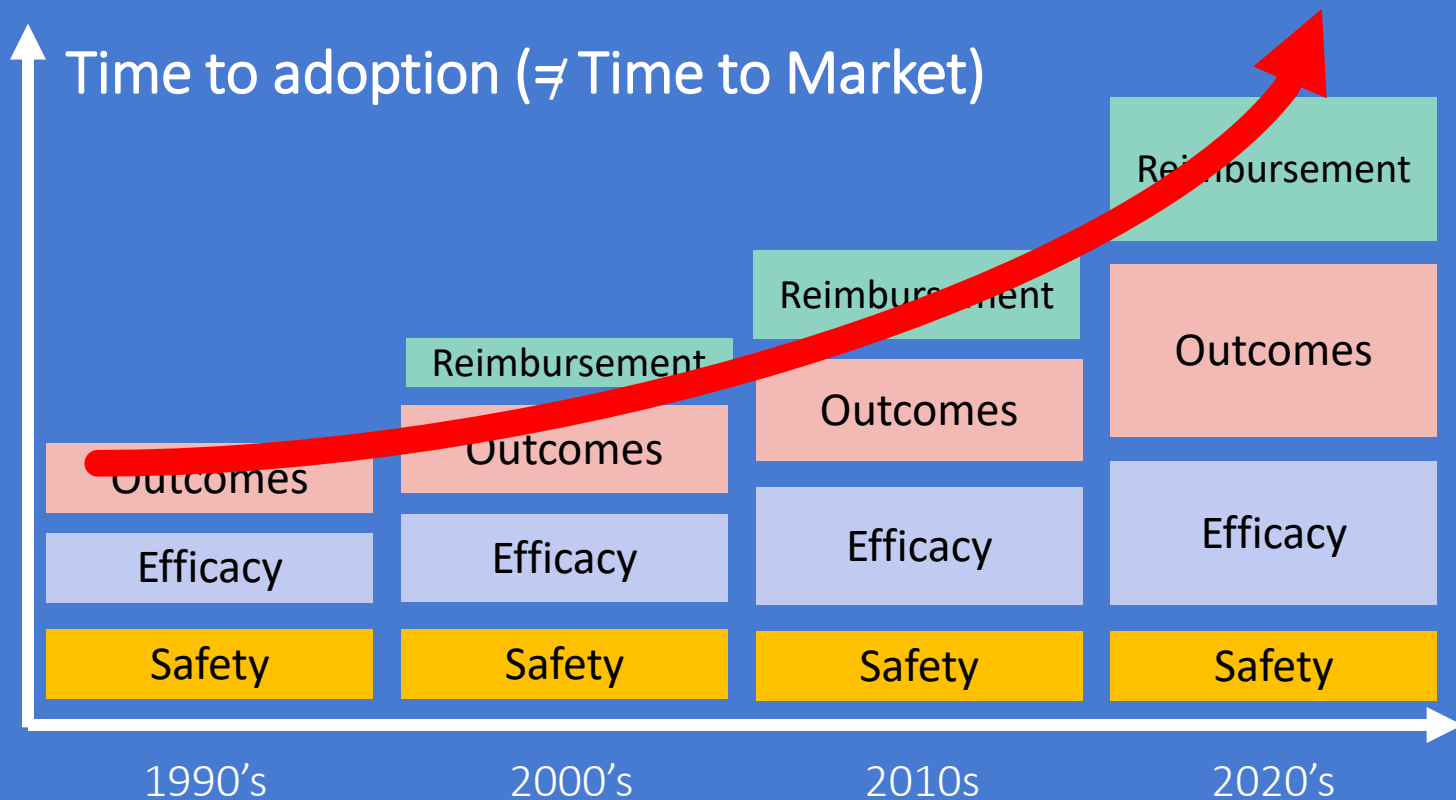 Time to adoption (≠ Time to Market)
Reimbursement
Reimbursement
Reimbursement
Outcomes
Outcomes
Outcomes
Outcomes
Efficacy
Efficacy
Efficacy
Efficacy
Safety
Safety
Safety
Safety
1990's
2000's
2010s
2020's